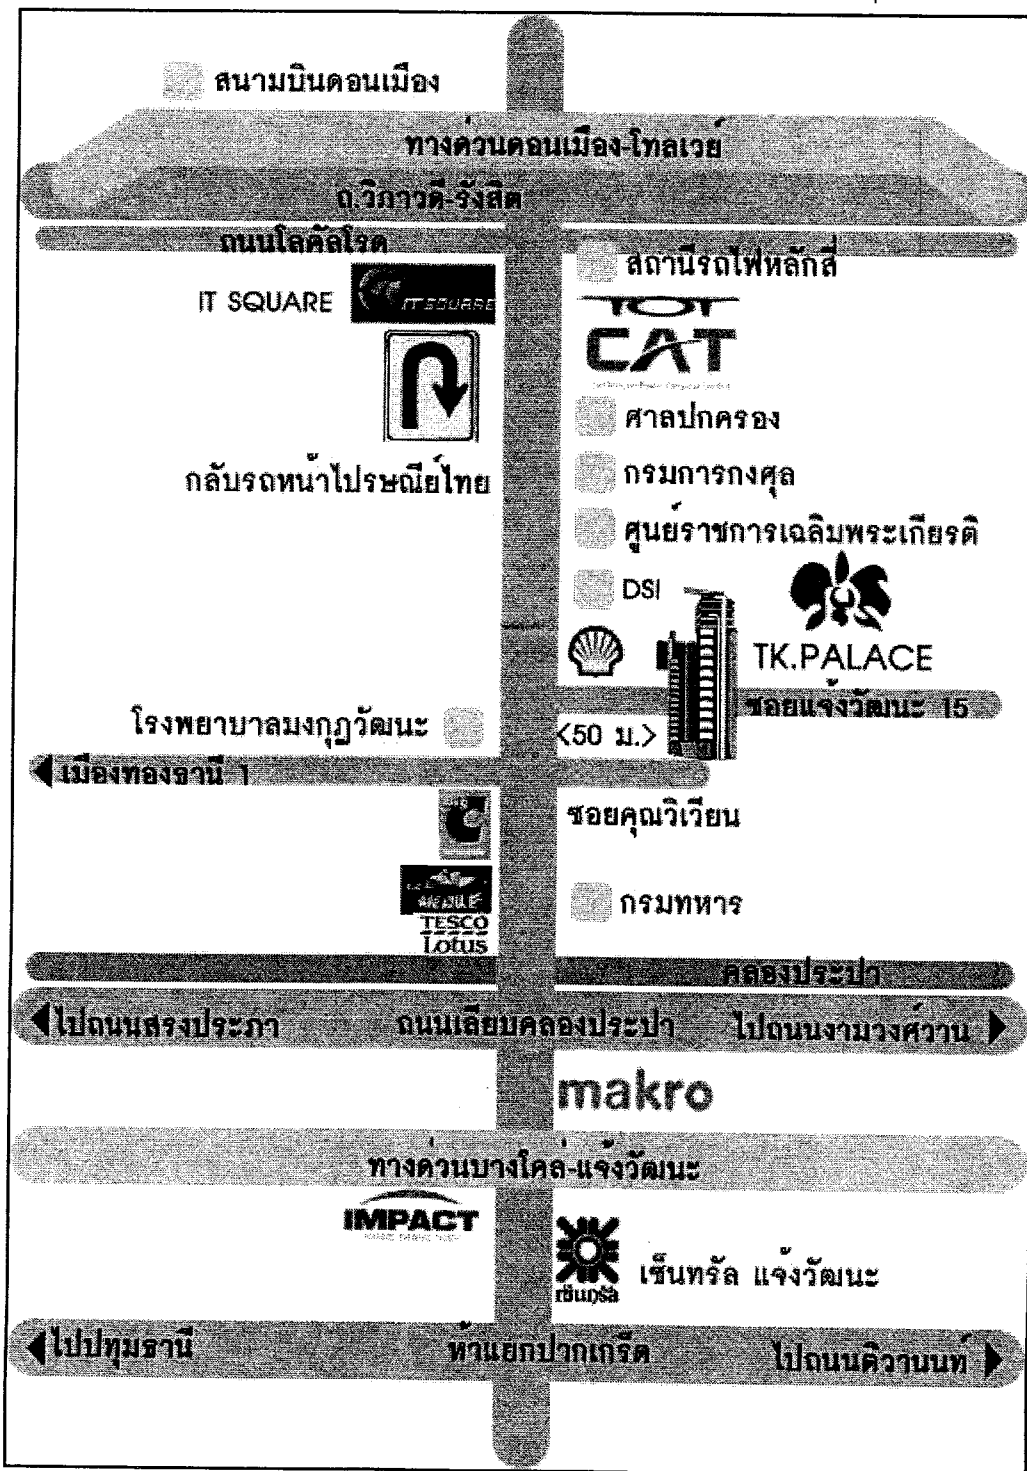 สนามบินดอนเมือง
ทางด่วนดอนเมือง-โทลเวย์
ถ.วิภาวดี-รังสิต
ถนนโลคัลโรด
สถานีรถไฟหลักสี่
IT SQUARE
IT SQUARE
TOT
CAT
ศาลปกครอง
กรมการกงศุล
กลับรถหน้าไปรษณีย์ไทย
ศูนย์ราชการเฉลิมพระเกียรติ
DSI
TK.PALACE
ซอยแจ้งวัฒนะ 15
โรงพยาบาลมงกุฎวัฒนะ
<50 ม.>
เมืองทองธานี 1
ซอยคุณวิเวียน
กรมทหาร
TESCO
Lotus
คลองประปา
ไปถนนสรงประภา ถนนเลียบคลองประปา ไปถนนงามวงศ์วาน
makro
ทางด่วนบางโคล่-แจ้งวัฒนะ
IMPACT
เซ็นทรัล
เซ็นทรัล แจ้งวัฒนะ
ไปปทุมธานี ห้าแยกปากเกร็ด ไปถนนติวานนท์